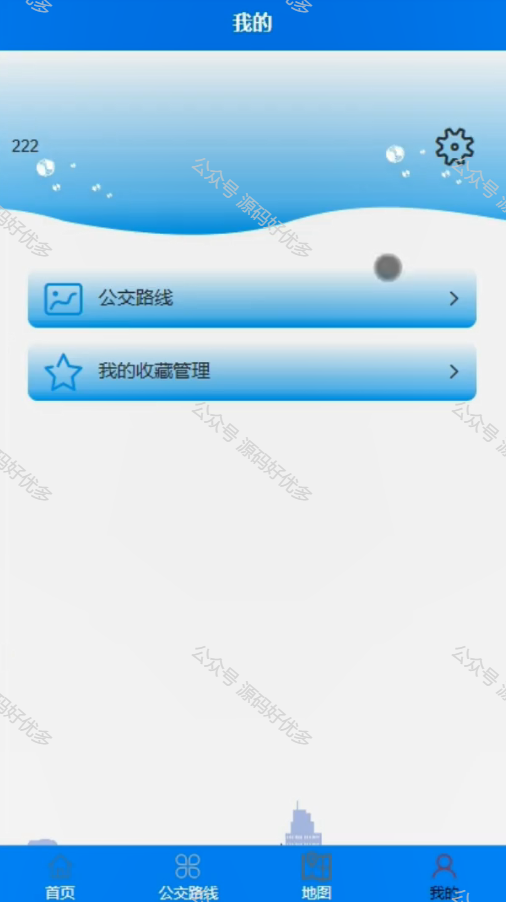 我的
222
公交路线
我的收藏管理
公众号 源码好优多
公众号 源码好优多
公众号 源码好优多
首页
公交路线
地图
我的